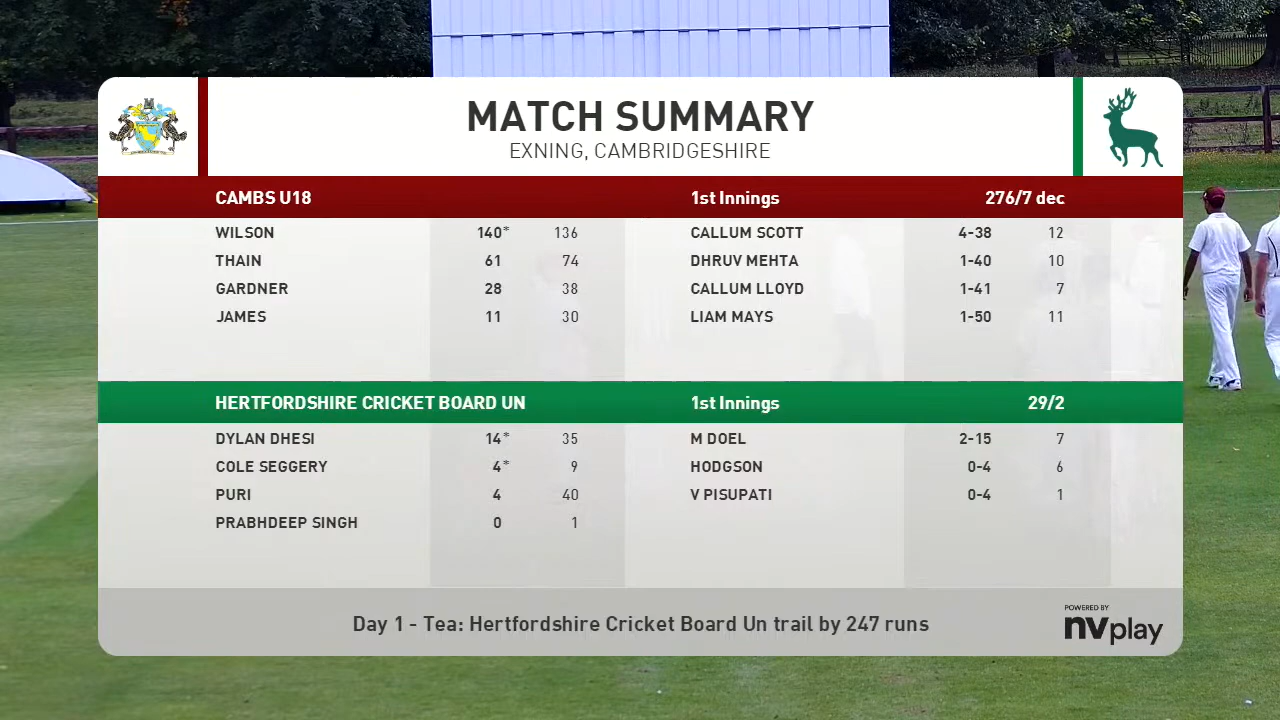 MATCH SUMMARY
EXNING, CAMBRIDGESHIRE
CAMBS U18 1st Innings 276/7 dec
WILSON 140* 136 CALLUM SCOTT 4-38 12
THAIN 61 74 DHRUV MEHTA 1-40 10
GARDNER 28 38 CALLUM LLOYD 1-41 7
JAMES 11 30 LIAM MAYS 1-50 11
HERTFORDSHIRE CRICKET BOARD UN 1st Innings 29/2
DYLAN DHESI 14* 35 M DOEL 2-15 7
COLE SEGGERY 4* 9 HODGSON 0-4 6
PURI 4 40 V PISUPATI 0-4 1
PRABHDEEP SINGH 0 1
Day 1 - Tea: Hertfordshire Cricket Board Un trail by 247 runs
POWERED BY
nvplay